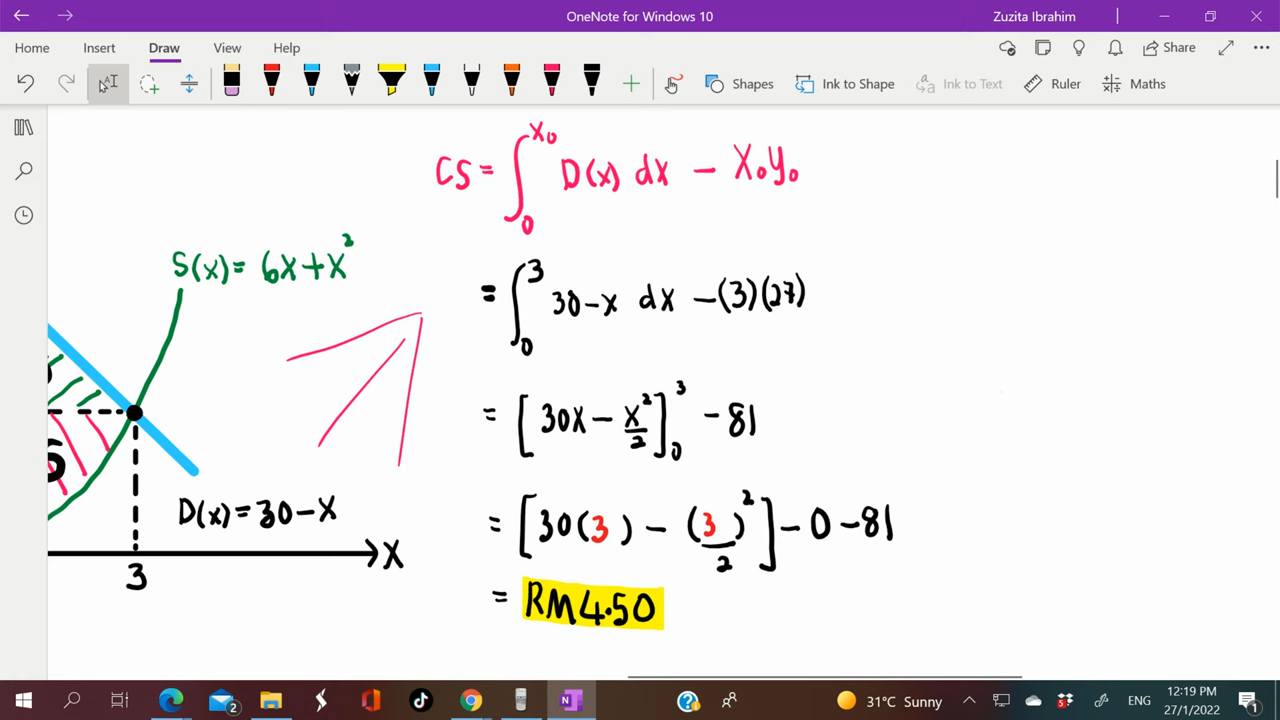 OneNote for Windows 10
Zuzita Ibrahim
Home Insert Draw View Help
Share
Shapes
Ink to Shape
Ink to Text
Ruler
Maths
CS = ∫₀^x₀ D(x) dx − x₀y₀
S(x) = 6x + x²
= ∫₀³ 30 − x dx − (3)(27)
= [30x − x²/2]₀³ − 81
D(x) = 30 − x
= [30(3) − (3)²/2] − 0 − 81
x
3
= RM4.50
2
31°C Sunny
ENG
12:19 PM
27/1/2022
1